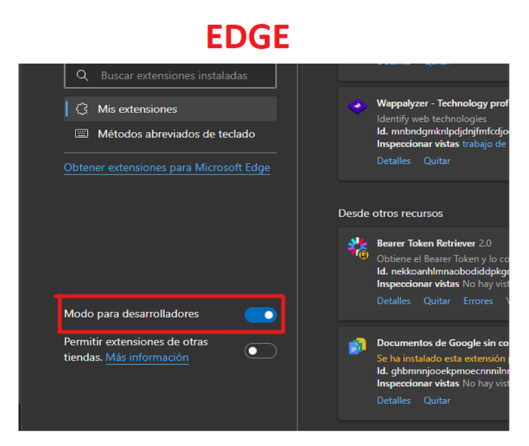 EDGE
Buscar extensiones instaladas
Mis extensiones
Métodos abreviados de teclado
Obtener extensiones para Microsoft Edge
Modo para desarrolladores
Permitir extensiones de otras
tiendas. Más información
Detalles Quitar
Wappalyzer - Technology prof
Identify web technologies
Id.
Inspeccionar vistas trabajo de
Detalles Quitar
Desde otros recursos
Bearer Token Retriever 2.0
Obtiene el Bearer Token y lo co
Id.
Inspeccionar vistas No hay vist
Detalles Quitar Errores
Documentos de Google sin co
Se ha instalado esta extensión
Id.
Inspeccionar vistas No hay vist
Detalles Quitar